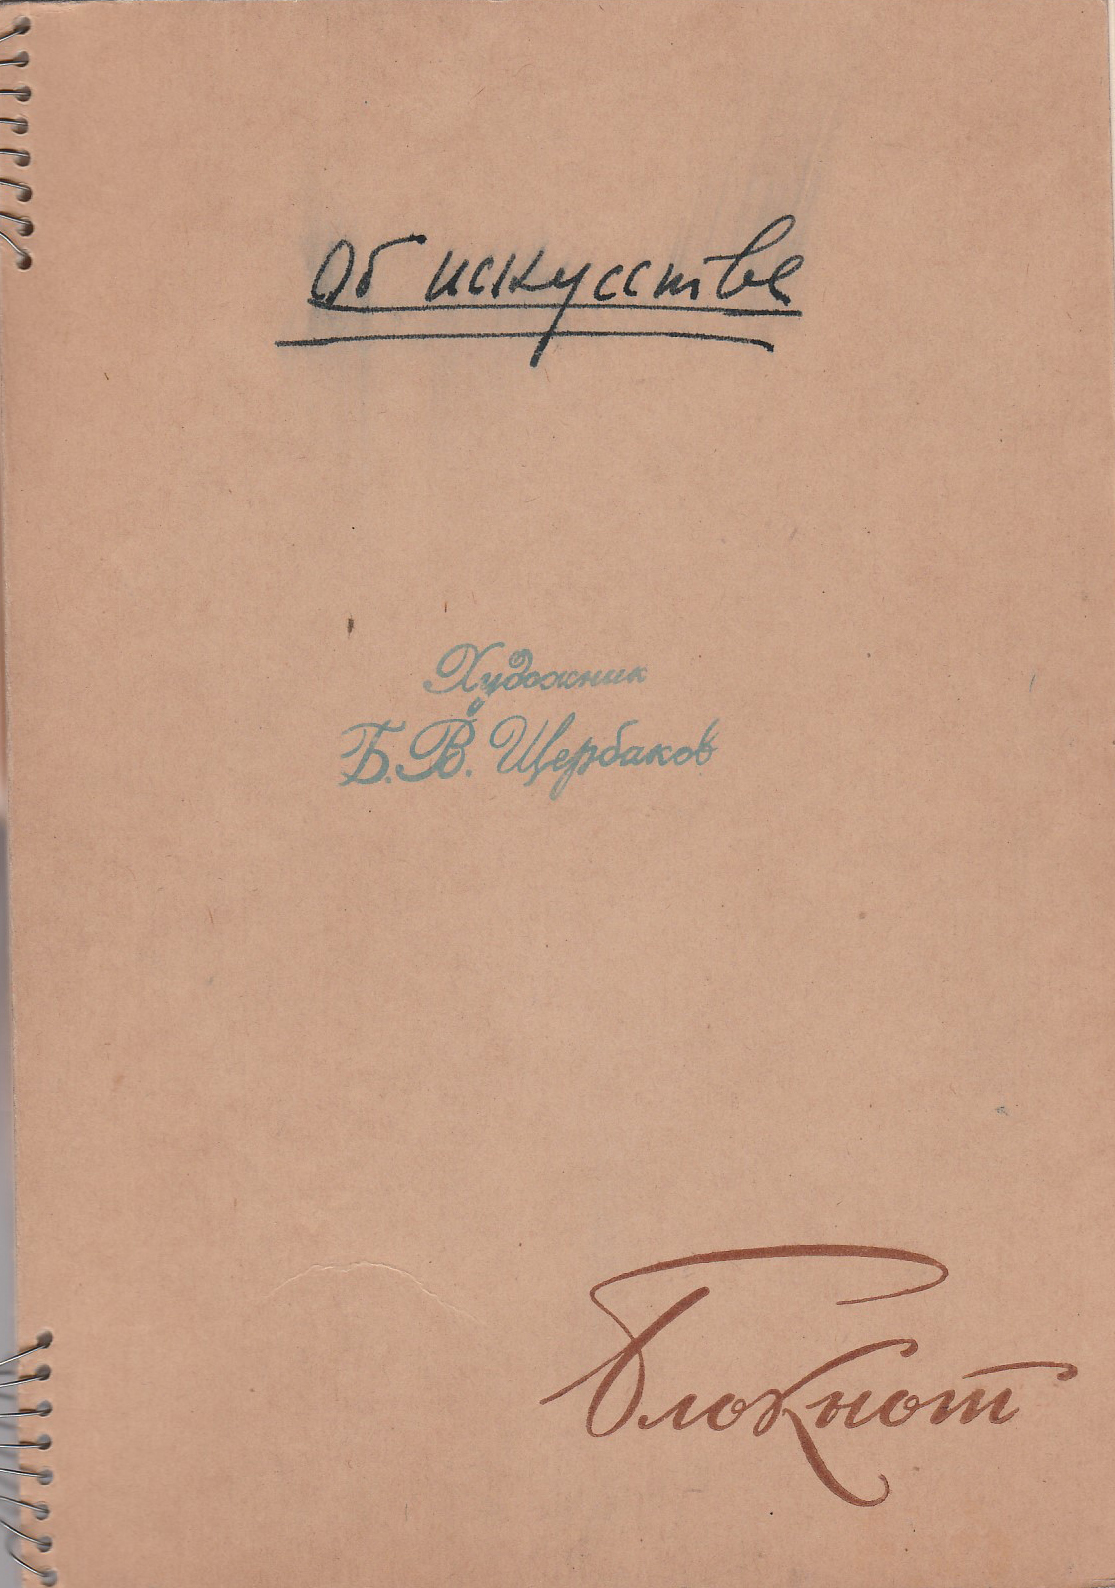 Об искусстве
Художник
Б. В. Щербаков
Блокнот